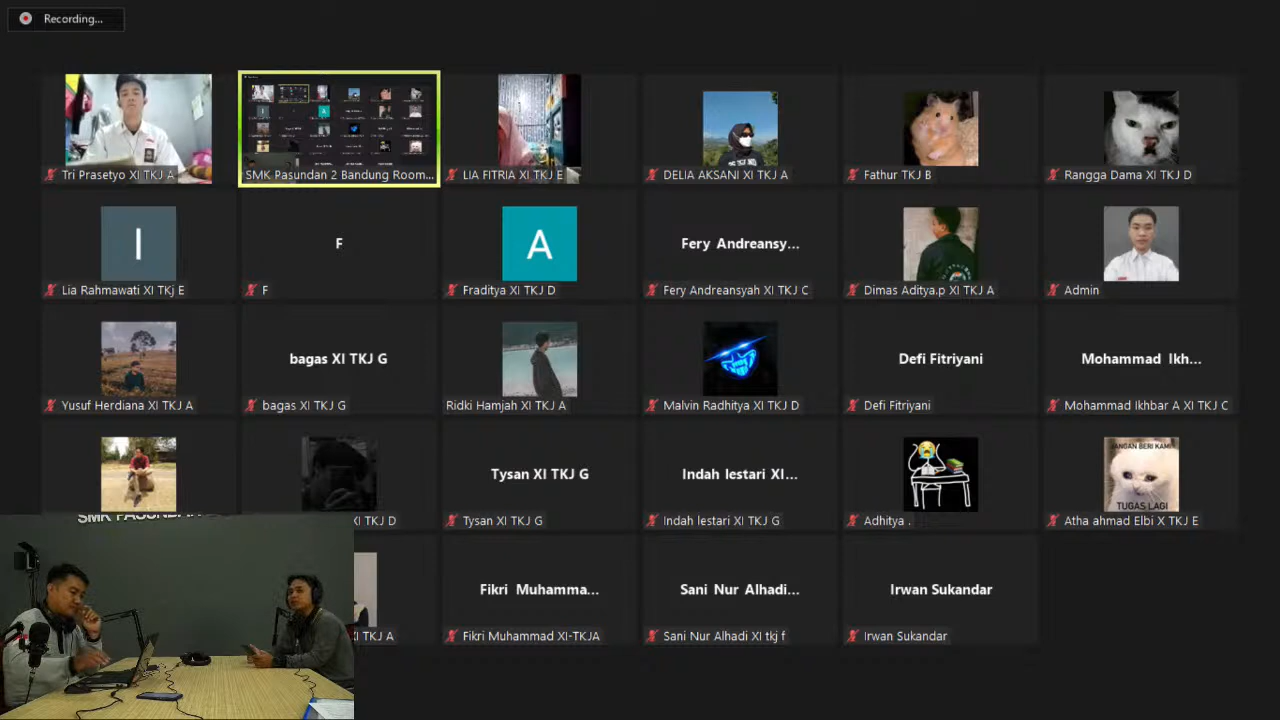 Recording...
Tri Prasetyo XI TKJ A
SMK Pasundan 2 Bandung Room...
LIA FITRIA XI TKJ E
DELIA AKSANI XI TKJ A
Fathur TKJ B
Rangga Dama XI TKJ D
I
F
A
Fery Andreansy...
Lia Rahmawati XI TKj E
F
Fraditya XI TKJ D
Fery Andreansyah XI TKJ C
Dimas Aditya.p XI TKJ A
Admin
bagas XI TKJ G
Defi Fitriyani
Mohammad Ikh...
Yusuf Herdiana XI TKJ A
bagas XI TKJ G
Ridki Hamjah XI TKJ A
Malvin Radhitya XI TKJ D
Defi Fitriyani
Mohammad Ikhbar A XI TKJ C
Tysan XI TKJ G
Indah lestari XI...
JANGAN BERI KAMI
TUGAS LAGI
SMK PASUNDAN
XI TKJ D
Tysan XI TKJ G
Indah lestari XI TKJ G
Adhitya .
Atha ahmad Elbi X TKJ E
Fikri Muhamma...
Sani Nur Alhadi...
Irwan Sukandar
XI TKJ A
Fikri Muhammad XI-TKJA
Sani Nur Alhadi XI tkj f
Irwan Sukandar